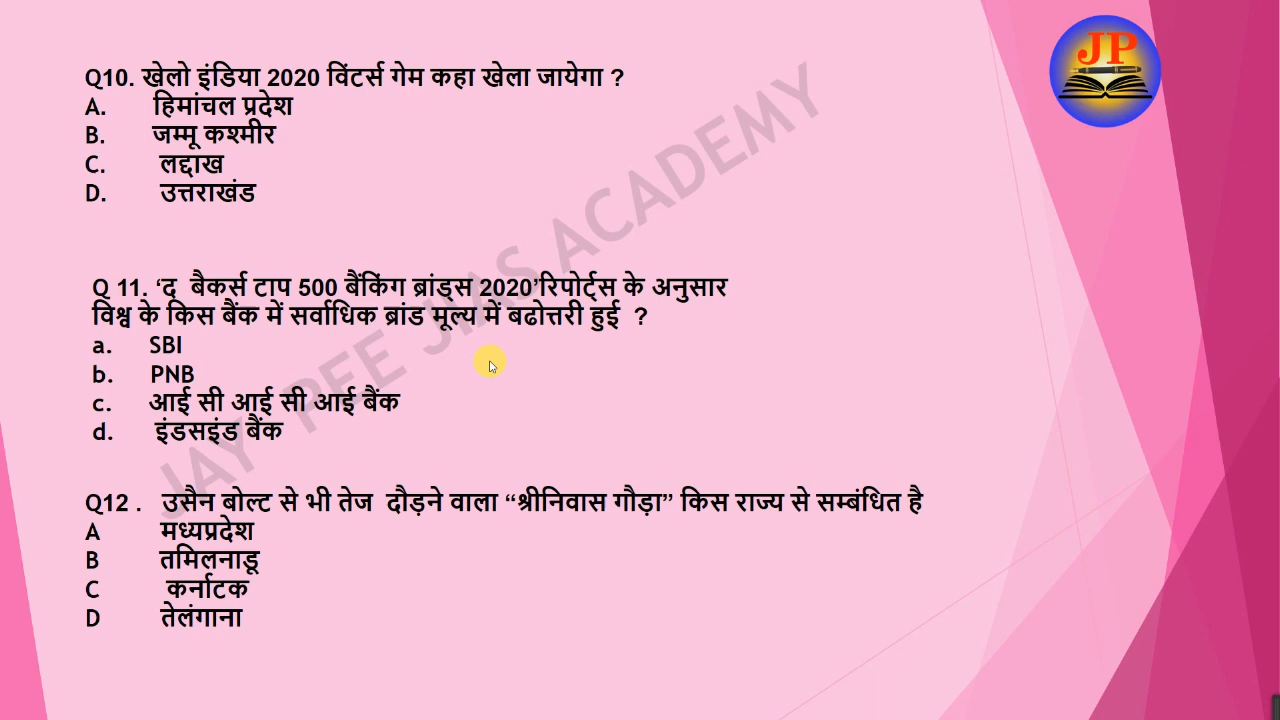 JP
Q10. खेलो इंडिया 2020 विंटर्स गेम कहा खेला जायेगा ?
A. हिमांचल प्रदेश
B. जम्मू कश्मीर
C. लद्दाख
D. उत्तराखंड
Q 11. ‘द बैकर्स टाप 500 बैंकिंग ब्रांड्स 2020’रिपोर्ट्स के अनुसार
विश्व के किस बैंक में सर्वाधिक ब्रांड मूल्य में बढोत्तरी हुई ?
a. SBI
b. PNB
c. आई सी आई सी आई बैंक
d. इंडसइंड बैंक
Q12 . उसैन बोल्ट से भी तेज दौड़ने वाला “श्रीनिवास गौड़ा” किस राज्य से सम्बंधित है
A मध्यप्रदेश
B तमिलनाडू
C कर्नाटक
D तेलंगाना
JAY PEE JIAS ACADEMY